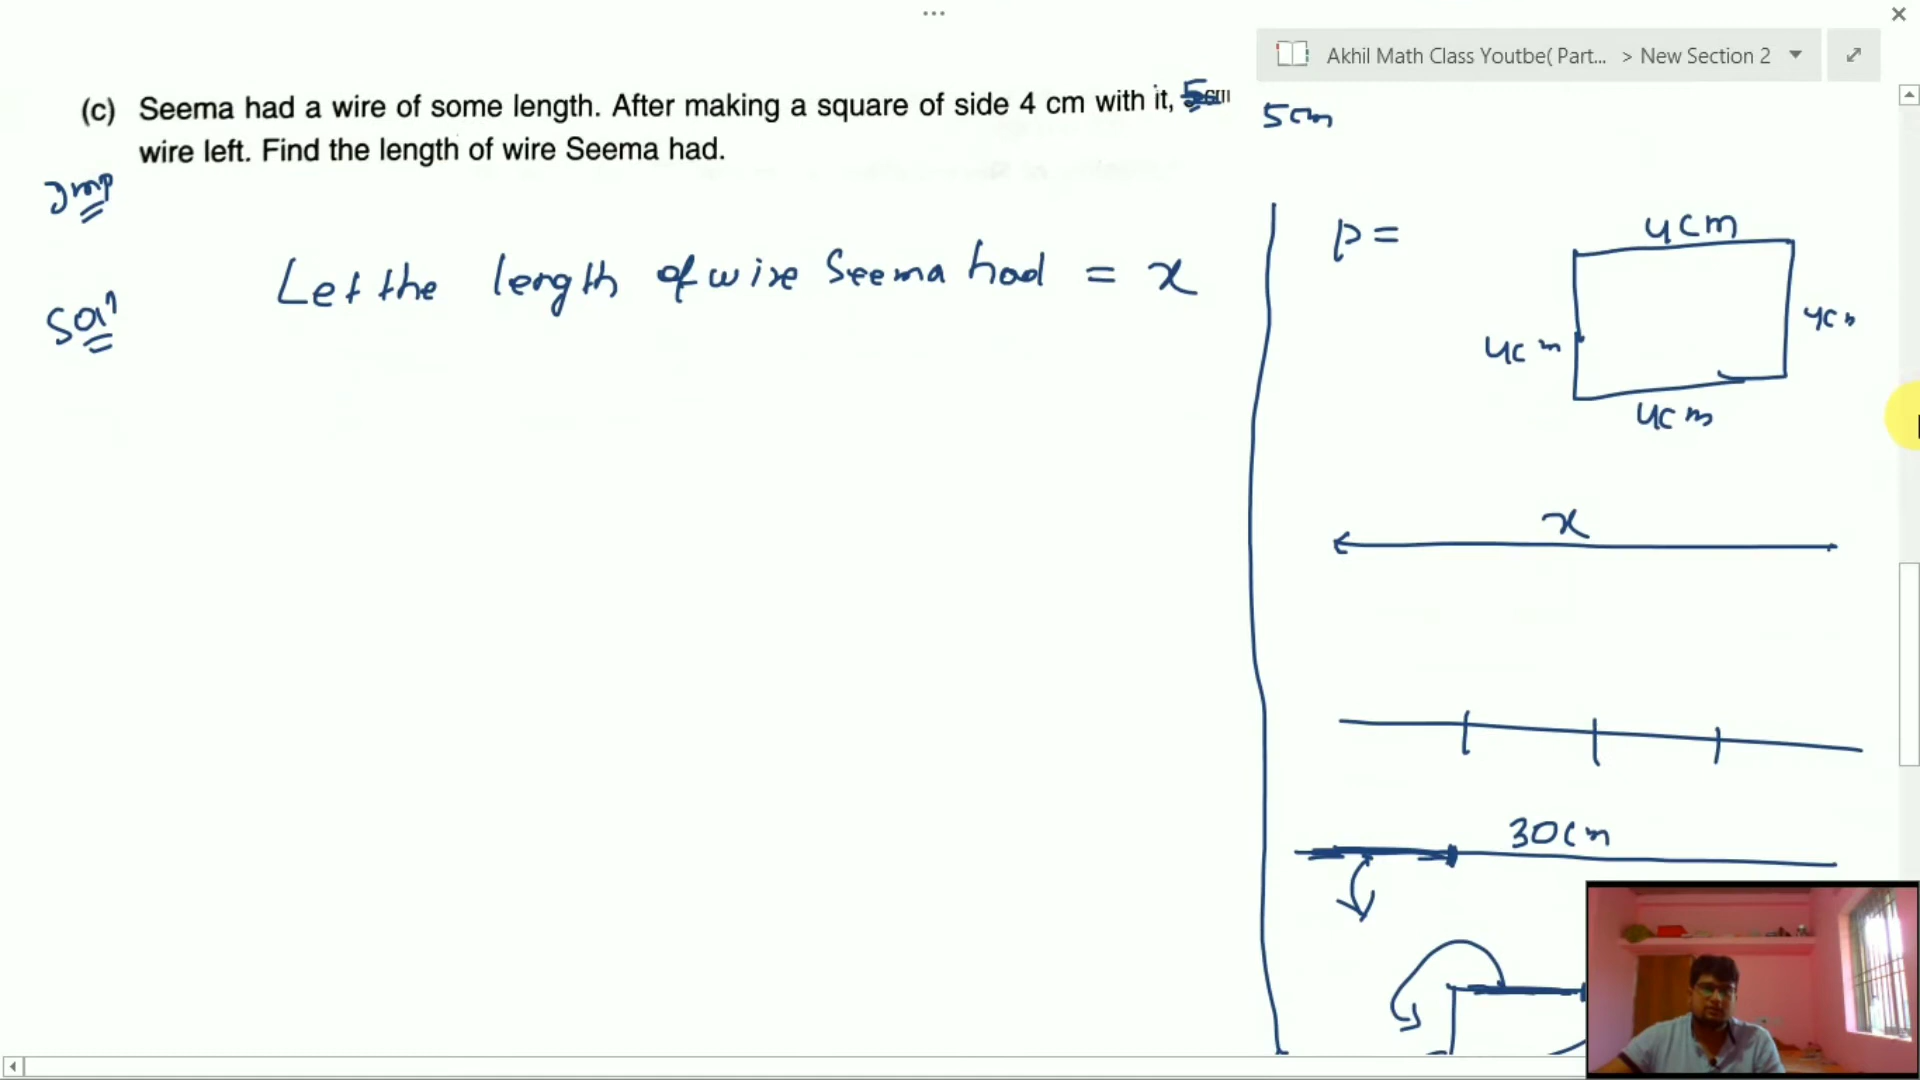 Akhil Math Class Youtbe( Part... > New Section 2
(c) Seema had a wire of some length. After making a square of side 4 cm with it, 5 cm
5cm
wire left. Find the length of wire Seema had.
Imp
Sol^n
Let the length of wire Seema had = x
P =
4cm
4cm
4cm
4cm
x
30cm